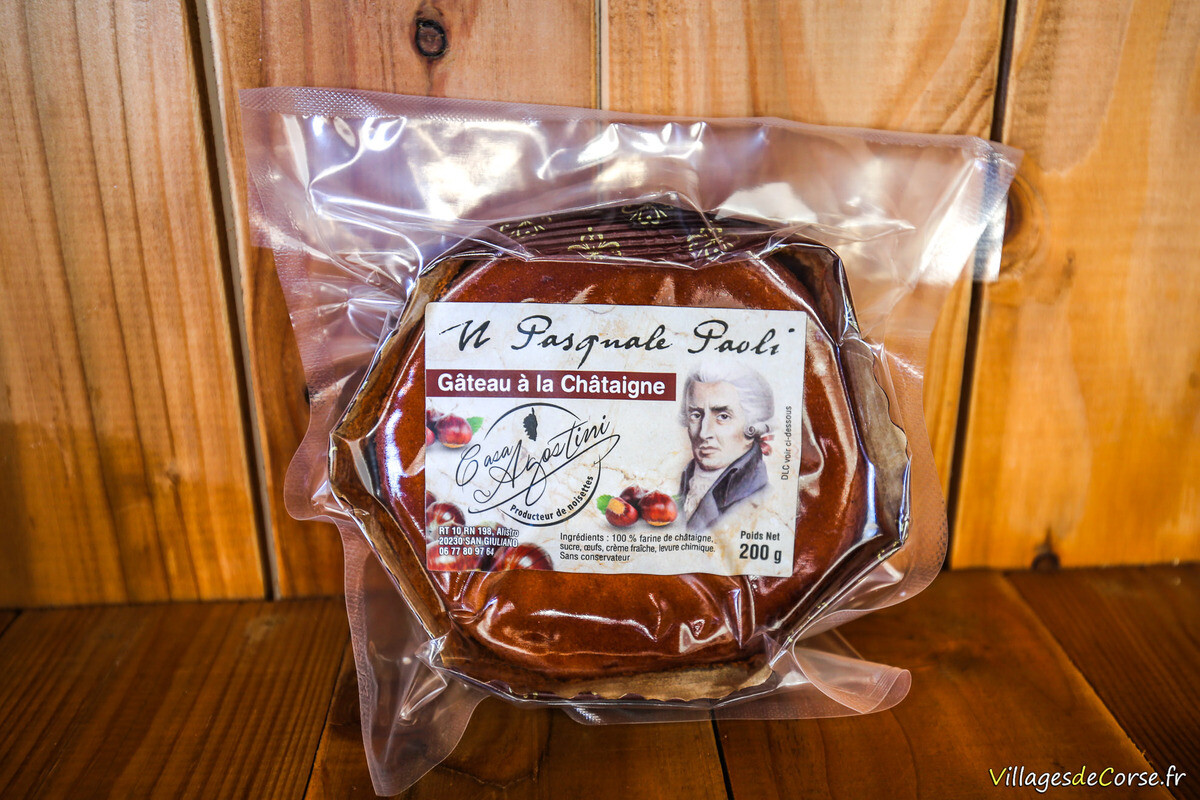 U Pasquale Paoli
Gâteau à la Châtaigne
Casa Agostini
Producteur de noisettes
DLC voir ci-dessous
RT 10 RN 198, Alistro
20230 SAN GIULIANO
06 77 80 97 64
Ingrédients : 100 % farine de châtaigne,
sucre, œufs, crème fraîche, levure chimique.
Sans conservateur
Poids Net
200 g
VillagesdeCorse.fr